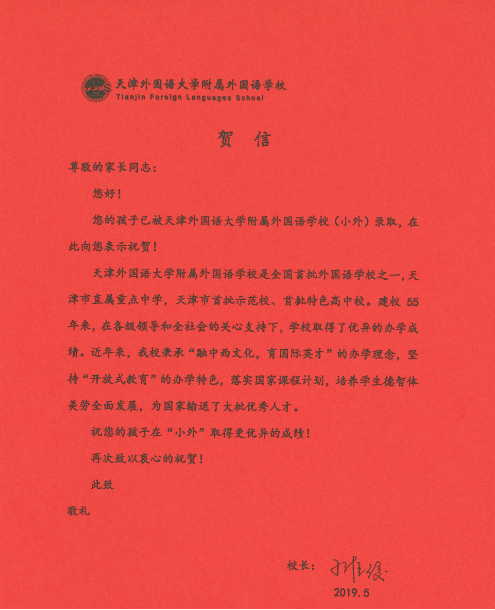 天津外国语大学附属外国语学校
Tianjin Foreign Languages School
贺 信
尊敬的家长同志：
您好！
您的孩子已被天津外国语大学附属外国语学校（小外）录取，在
此向您表示祝贺！
天津外国语大学附属外国语学校是全国首批外国语学校之一，天
津市直属重点中学，天津市首批示范校、首批特色高中校。建校 55
年来，在各级领导和全社会的关心支持下，学校取得了优异的办学成
绩。近年来，我校秉承“融中西文化，育国际英才”的办学理念，坚
持“开放式教育”的办学特色，落实国家课程计划，培养学生德智体
美劳全面发展，为国家输送了大批优秀人才。
祝您的孩子在“小外”取得更优异的成绩！
再次致以衷心的祝贺！
此致
敬礼
校长：
2019.5